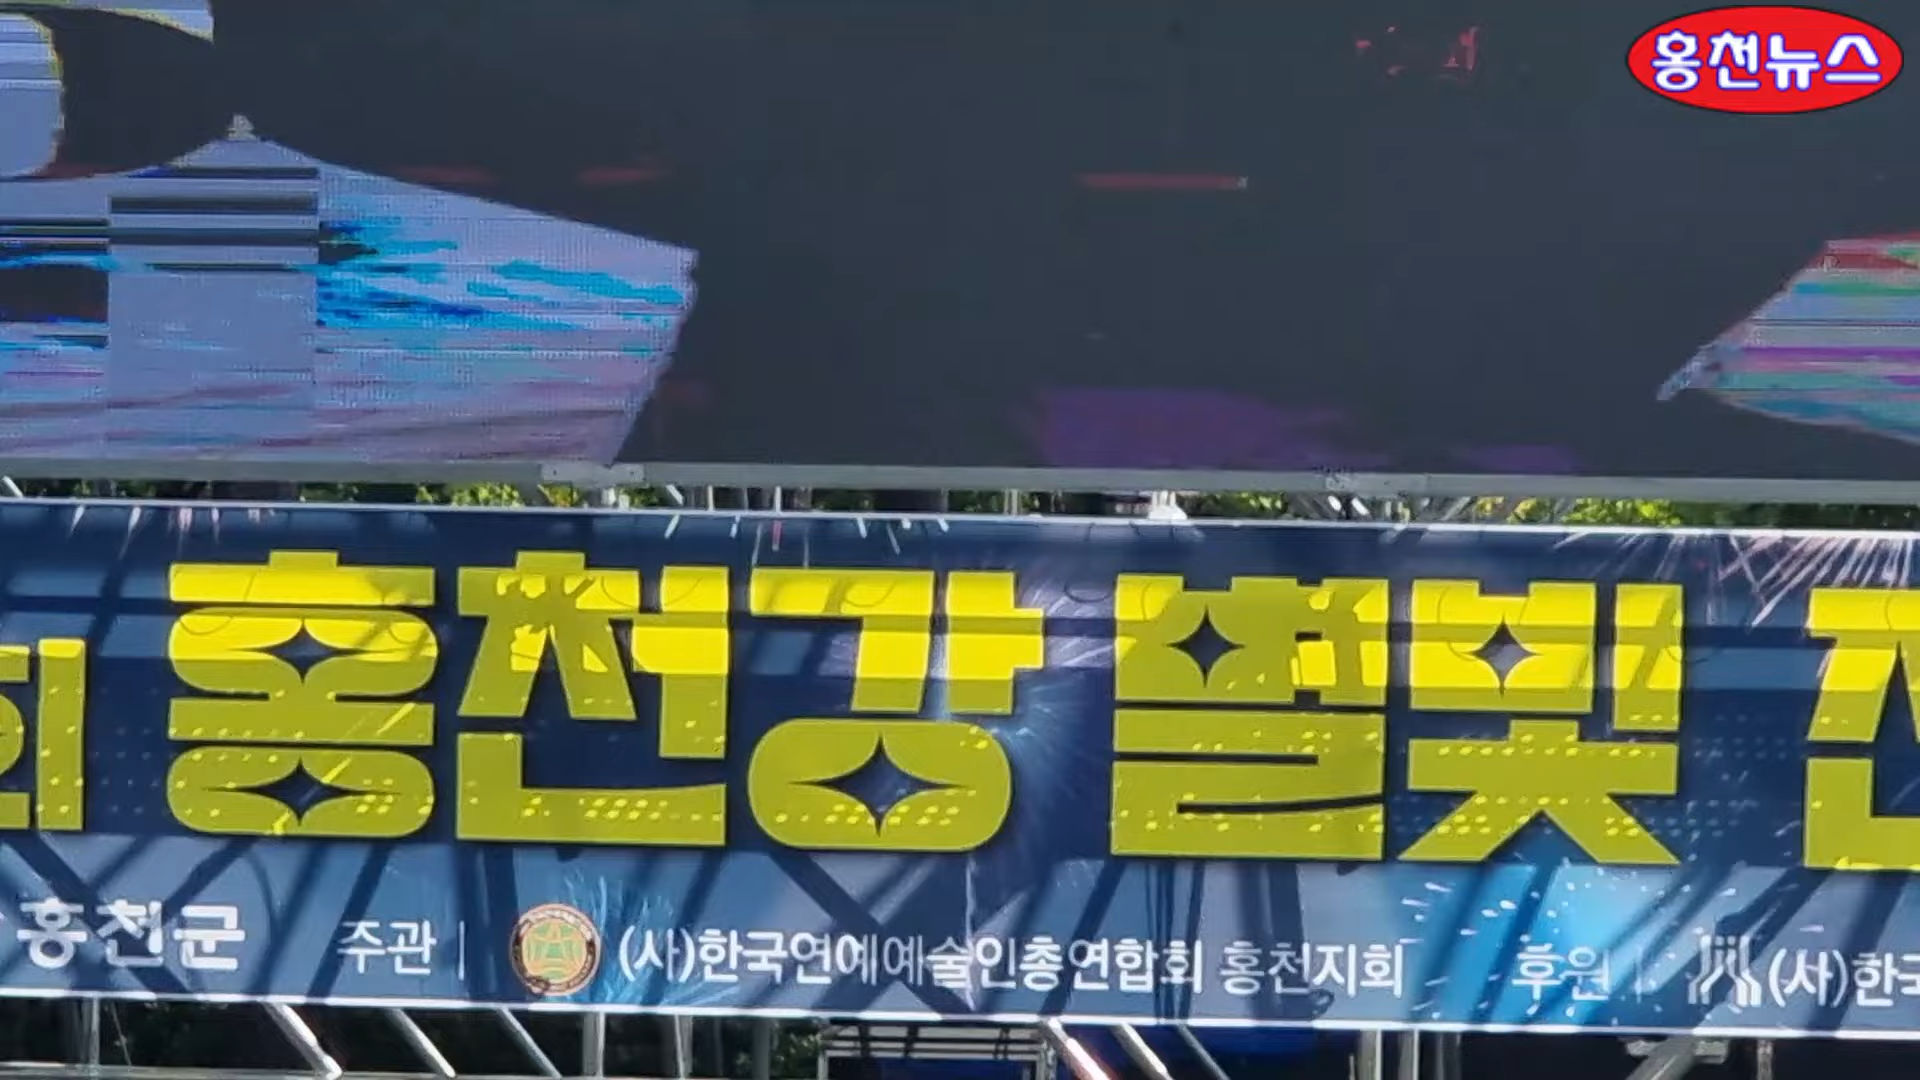 홍천뉴스
회 홍천강 별빛
홍천군 주관 | (사)한국연예예술인총연합회 홍천지회 후원 | (사)한국